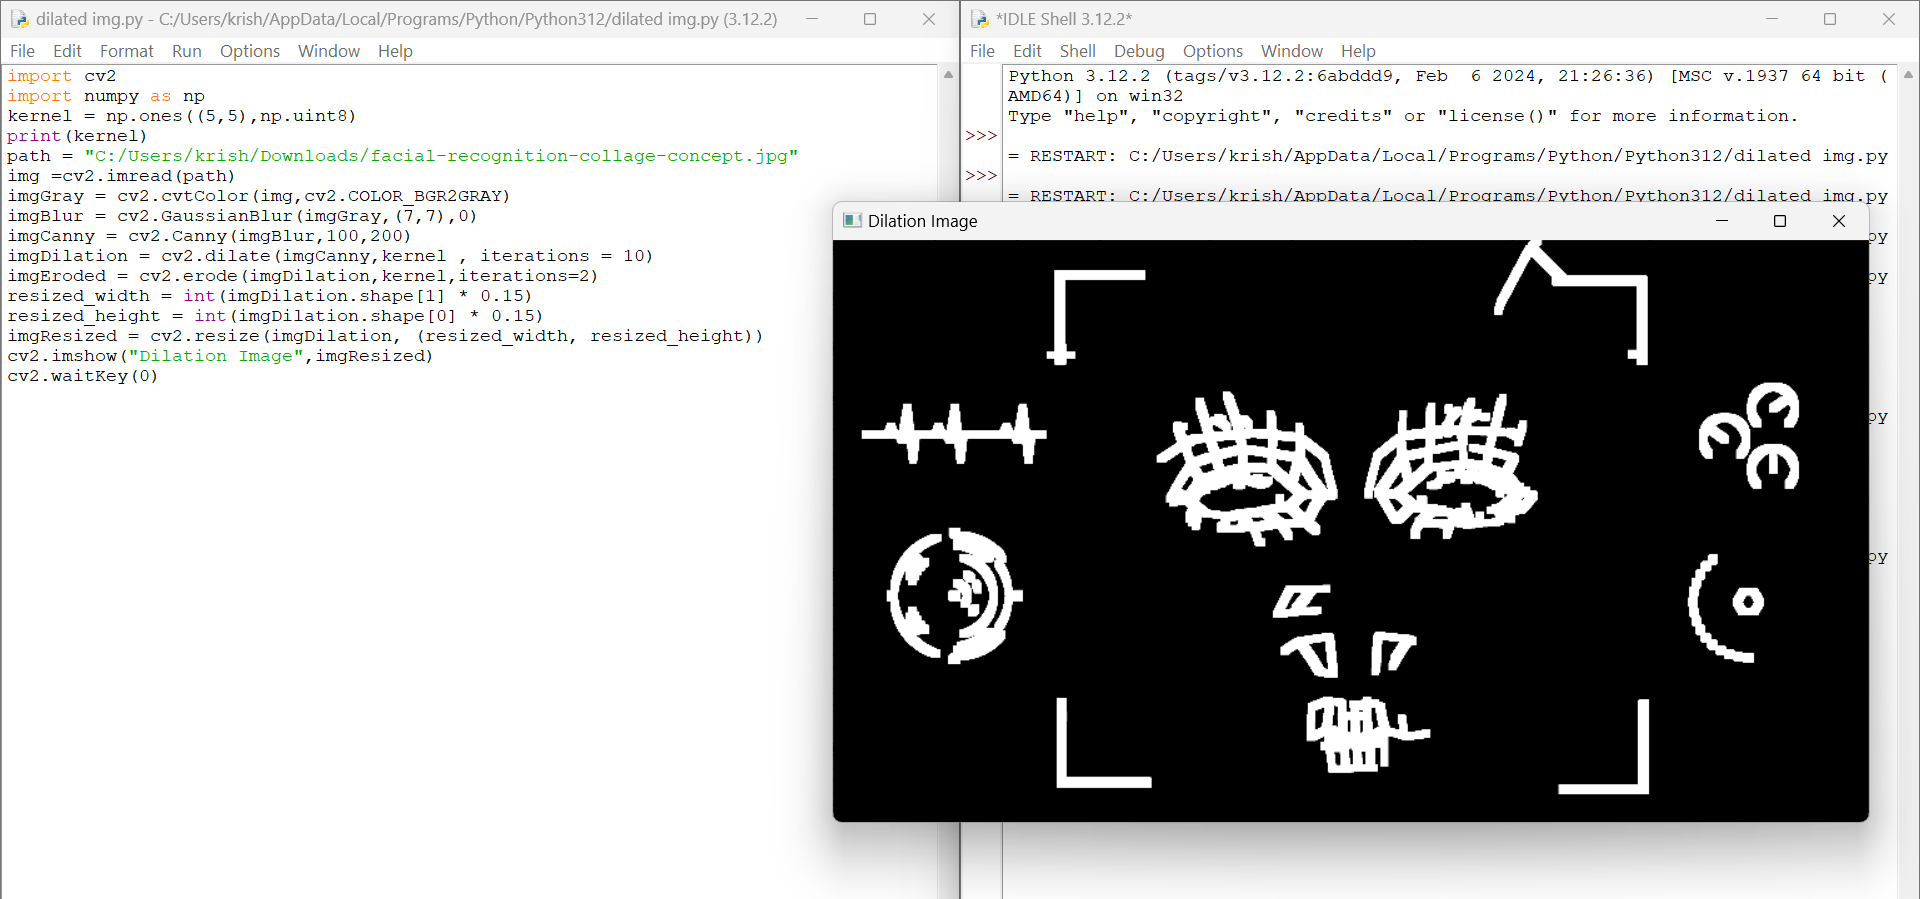 dilated img.py - C:/Users/krish/AppData/Local/Programs/Python/Python312/dilated img.py (3.12.2)
File Edit Format Run Options Window Help
import cv2
import numpy as np
kernel = np.ones((5,5),np.uint8)
print(kernel)
path = "C:/Users/krish/Downloads/facial-recognition-collage-concept.jpg"
img =cv2.imread(path)
imgGray = cv2.cvtColor(img,cv2.COLOR_BGR2GRAY)
imgBlur = cv2.GaussianBlur(imgGray,(7,7),0)
imgCanny = cv2.Canny(imgBlur,100,200)
imgDilation = cv2.dilate(imgCanny,kernel , iterations = 10)
imgEroded = cv2.erode(imgDilation,kernel,iterations=2)
resized_width = int(imgDilation.shape[1] * 0.15)
resized_height = int(imgDilation.shape[0] * 0.15)
imgResized = cv2.resize(imgDilation, (resized_width, resized_height))
cv2.imshow("Dilation Image",imgResized)
cv2.waitKey(0)
*IDLE Shell 3.12.2*
File Edit Shell Debug Options Window Help
Python 3.12.2 (tags/v3.12.2:6abddd9, Feb  6 2024, 21:26:36) [MSC v.1937 64 bit (
AMD64)] on win32
Type "help", "copyright", "credits" or "license()" for more information.
>>>
= RESTART: C:/Users/krish/AppData/Local/Programs/Python/Python312/dilated img.py
>>>
= RESTART: C:/Users/krish/AppData/Local/Programs/Python/Python312/dilated img.py
Dilation Image
py
py
py
py